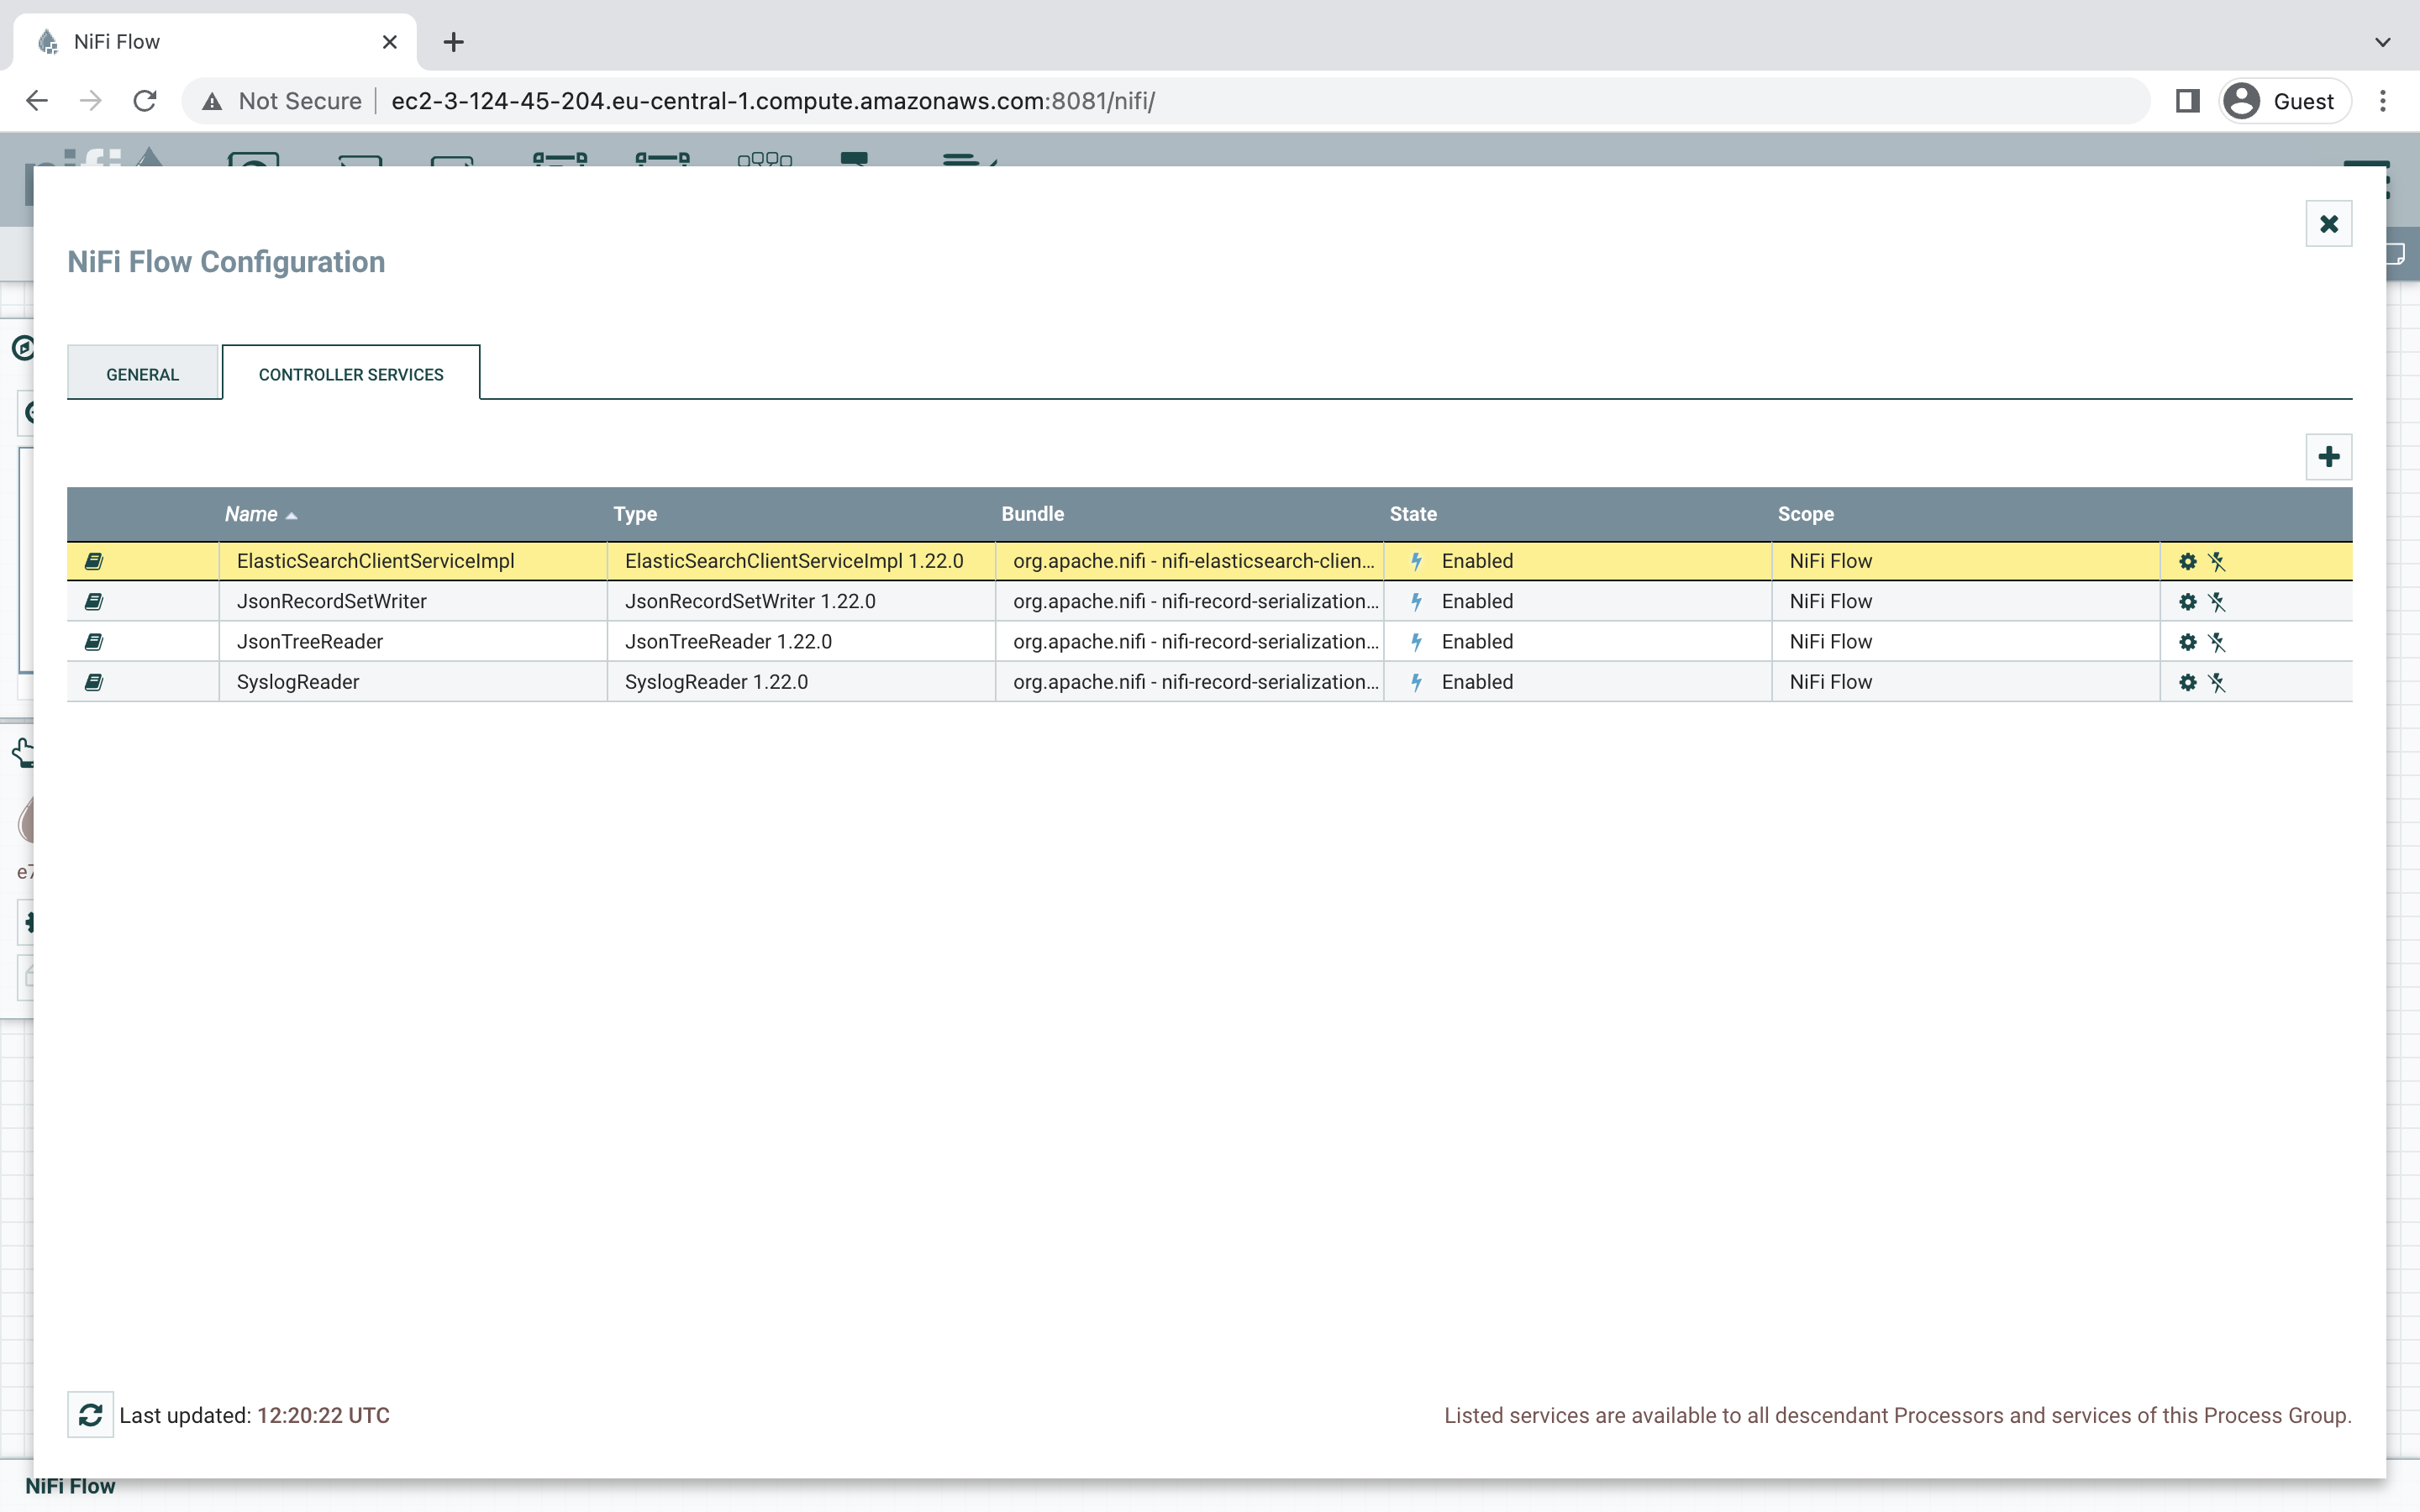 NiFi Flow
Not Secure ec2-3-124-45-204.eu-central-1.compute.amazonaws.com:8081/nifi/ Guest
NiFi Flow Configuration
GENERAL CONTROLLER SERVICES
Name Type Bundle State Scope
ElasticSearchClientServiceImpl ElasticSearchClientServiceImpl 1.22.0 org.apache.nifi - nifi-elasticsearch-clien... Enabled NiFi Flow
JsonRecordSetWriter JsonRecordSetWriter 1.22.0 org.apache.nifi - nifi-record-serialization... Enabled NiFi Flow
JsonTreeReader JsonTreeReader 1.22.0 org.apache.nifi - nifi-record-serialization... Enabled NiFi Flow
SyslogReader SyslogReader 1.22.0 org.apache.nifi - nifi-record-serialization... Enabled NiFi Flow
Last updated: 12:20:22 UTC Listed services are available to all descendant Processors and services of this Process Group.
NiFi Flow